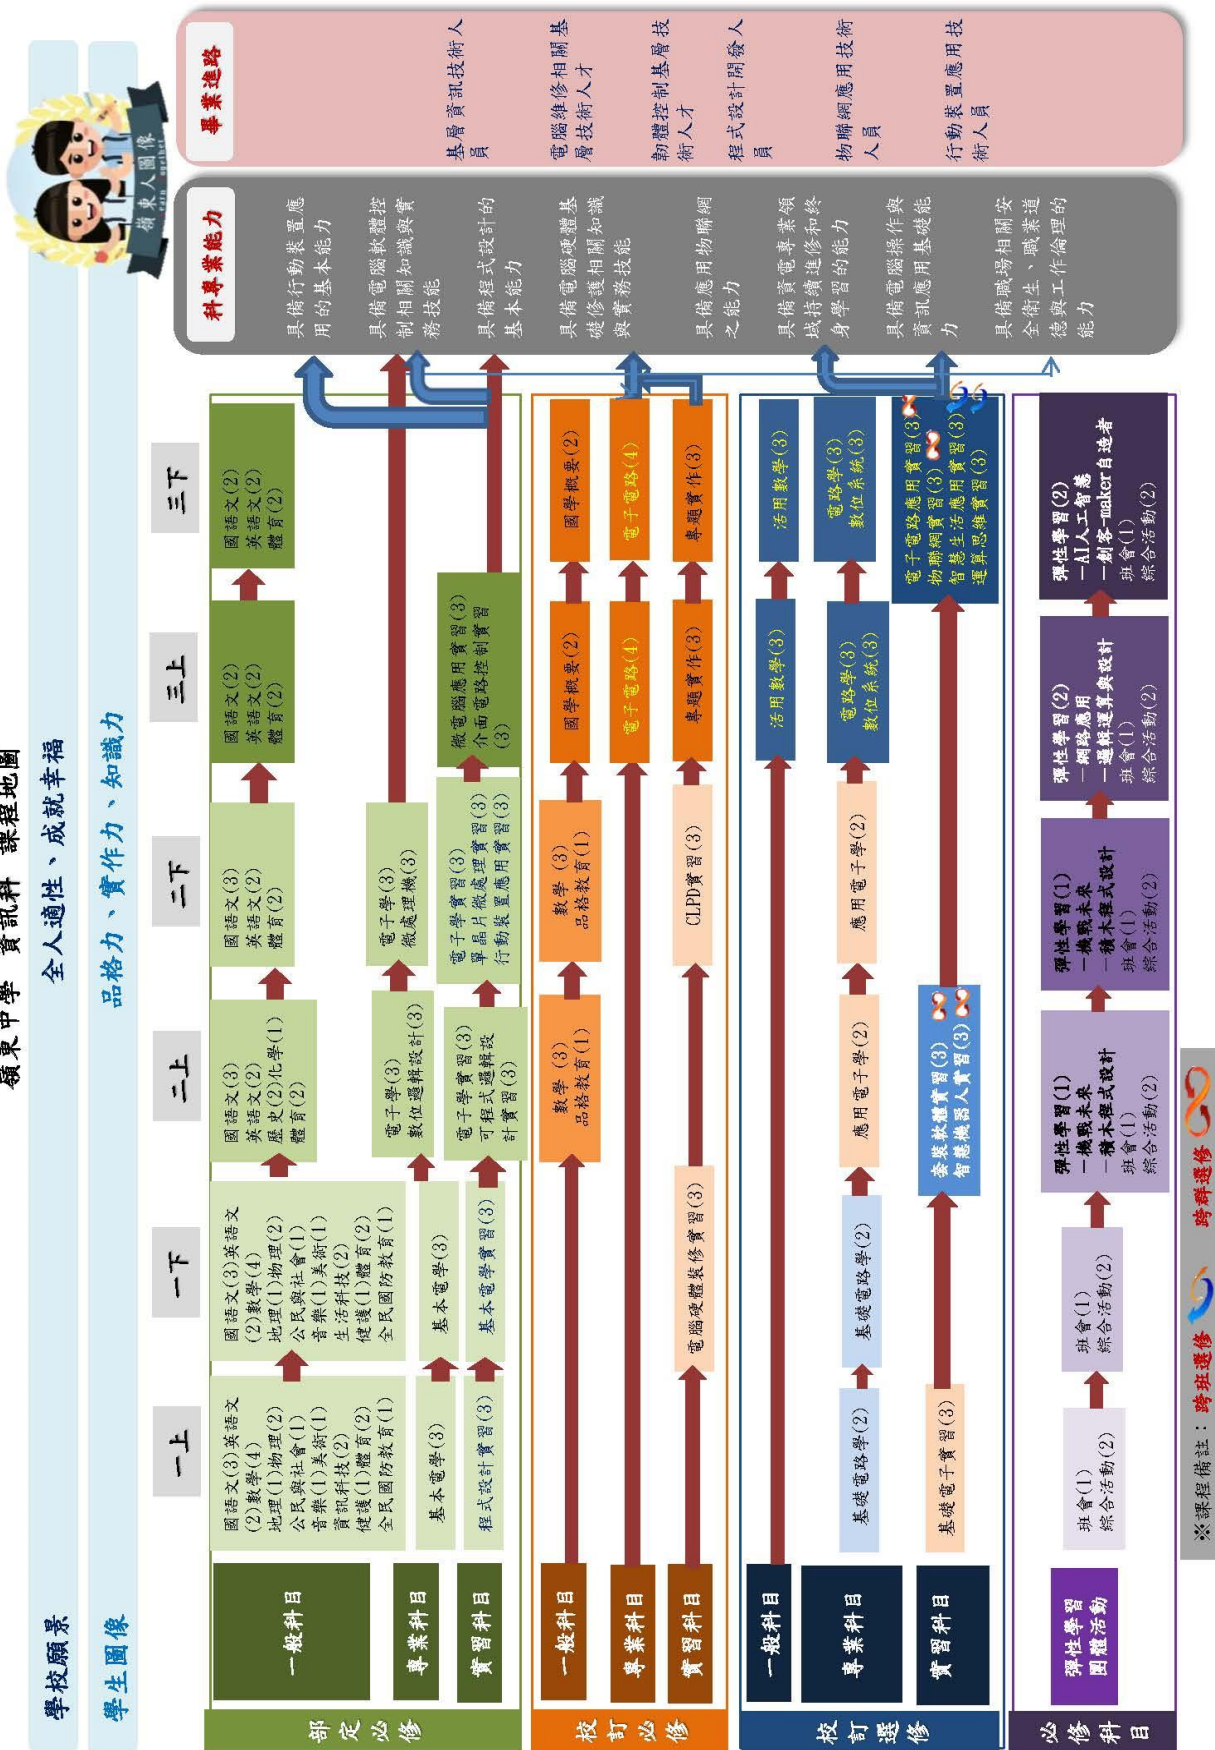 嶺東中學 資訊科 課程地圖
學校願景
全人適性、成就幸福
學生圖像
品格力、實作力、知識力
嶺東人圖像
一上
一下
二上
二下
三上
三下
科專業能力
畢業進路
部定必修
一般科目
國語文(3)英語文
(2)數學(4)
地理(1)物理(2)
公民與社會(1)
音樂(1)美術(1)
資訊科技(2)
健護(1)體育(2)
全民國防教育(1)
國語文(3)英語文
(2)數學(4)
地理(1)物理(2)
公民與社會(1)
音樂(1)美術(1)
生活科技(2)
健護(1)體育(2)
全民國防教育(1)
國語文(3)
英語文(2)
歷史(2)化學(1)
體育(2)
國語文(3)
英語文(2)
體育(2)
國語文(2)
英語文(2)
體育(2)
國語文(2)
英語文(2)
體育(2)
專業科目
基本電學(3)
基本電學(3)
電子學(3)
數位邏輯設計(3)
電子學(3)
微處理機(3)
實習科目
程式設計實習(3)
基本電學實習(3)
電子學實習(3)
可程式邏輯設
計實習(3)
電子學實習(3)
單晶片微處理實習(3)
行動裝置應用實習(3)
微電腦應用實習(3)
介面電路控制實習
(3)
校訂必修
一般科目
數學 (3)
品格教育(1)
數學 (3)
品格教育(1)
國學概要(2)
國學概要(2)
專業科目
電子電路(4)
電子電路(4)
實習科目
電腦硬體裝修實習(3)
CLPD實習(3)
專題實作(3)
專題實作(3)
校訂選修
一般科目
活用數學(3)
活用數學(3)
專業科目
基礎電路學(2)
基礎電路學(2)
應用電子學(2)
應用電子學(2)
電路學(3)
數位系統(3)
電路學(3)
數位系統(3)
實習科目
基礎電子實習(3)
套裝軟體實習(3)
智慧機器人實習(3)
電子電路應用實習(3)
物聯網實習(3)
智慧生活應用實習(3)
運算思維實習(3)
必修科目
彈性學習
團體活動
班會(1)
綜合活動(2)
班會(1)
綜合活動(2)
彈性學習(1)
－機戰未來
－積木程式設計
班會(1)
綜合活動(2)
彈性學習(1)
－機戰未來
－積木程式設計
班會(1)
綜合活動(2)
彈性學習(2)
－網路應用
－邏輯運算與設計
班會(1)
綜合活動(2)
彈性學習(2)
－AI人工智慧
－創客-maker自造者
班會(1)
綜合活動(2)
具備行動裝置應
用的基本能力
具備電腦軟體控
制相關知識與實
務技能
具備程式設計的
基本能力
具備電腦硬體基
礎修護相關知識
與實務技能
具備應用物聯網
之能力
具備資電專業領
域持續進修和終
身學習的能力
具備電腦操作與
資訊應用基礎能
力
具備職場相關安
全衛生、職業道
德與工作倫理的
能力
基層資訊技術人
員
電腦維修相關基
層技術人才
韌體控制基層技
術人才
程式設計開發人
員
物聯網應用技術
人員
行動裝置應用技
術人員
※課程備註： 跨班選修 跨群選修